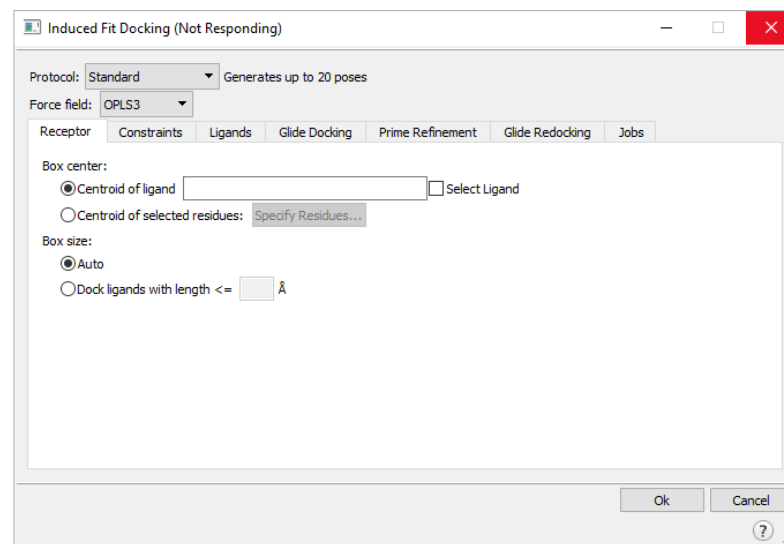 Induced Fit Docking (Not Responding)
Protocol: Standard Generates up to 20 poses
Force field: OPLS3
Receptor Constraints Ligands Glide Docking Prime Refinement Glide Redocking Jobs
Box center:
Centroid of ligand Select Ligand
Centroid of selected residues: Specify Residues...
Box size:
Auto
Dock ligands with length <= Å
Ok Cancel
?